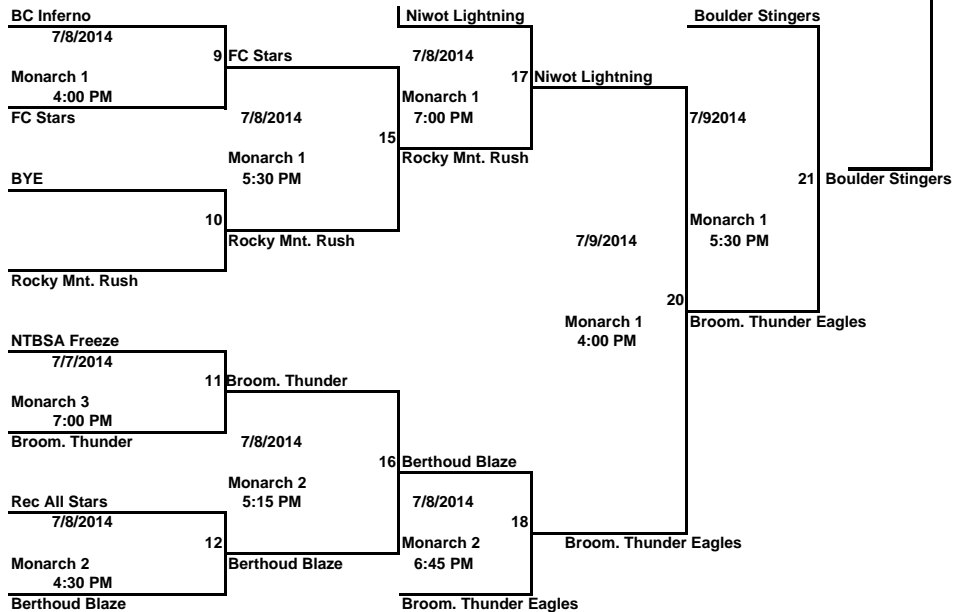 BC Inferno
Niwot Lightning
Boulder Stingers
7/8/2014
9 FC Stars
7/8/2014
Monarch 1
17 Niwot Lightning
4:00 PM
Monarch 1
FC Stars
7/8/2014
7:00 PM
7/92014
15
Monarch 1
Rocky Mnt. Rush
BYE
5:30 PM
21 Boulder Stingers
10
Monarch 1
Rocky Mnt. Rush
7/9/2014
5:30 PM
Rocky Mnt. Rush
20
Monarch 1
Broom. Thunder Eagles
NTBSA Freeze
4:00 PM
7/7/2014
11 Broom. Thunder
Monarch 3
7:00 PM
Broom. Thunder
7/8/2014
16 Berthoud Blaze
Monarch 2
Rec All Stars
5:15 PM
7/8/2014
7/8/2014
18
12
Monarch 2
Broom. Thunder Eagles
Monarch 2
Berthoud Blaze
6:45 PM
4:30 PM
Berthoud Blaze
Broom. Thunder Eagles